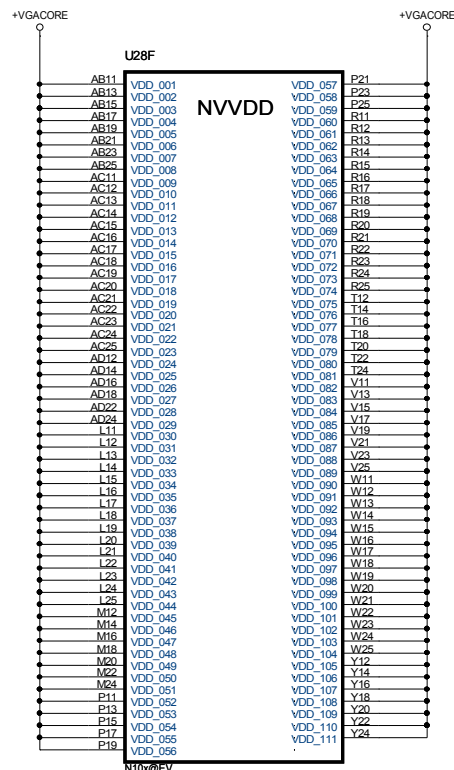 +VGACORE +VGACORE
U28F
NVVDD
AB11 VDD_001 VDD_057 P21
AB13 VDD_002 VDD_058 P23
AB15 VDD_003 VDD_059 P25
AB17 VDD_004 VDD_060 R11
AB19 VDD_005 VDD_061 R12
AB21 VDD_006 VDD_062 R13
AB23 VDD_007 VDD_063 R14
AB25 VDD_008 VDD_064 R15
AC11 VDD_009 VDD_065 R16
AC12 VDD_010 VDD_066 R17
AC13 VDD_011 VDD_067 R18
AC14 VDD_012 VDD_068 R19
AC15 VDD_013 VDD_069 R20
AC16 VDD_014 VDD_070 R21
AC17 VDD_015 VDD_071 R22
AC18 VDD_016 VDD_072 R23
AC19 VDD_017 VDD_073 R24
AC20 VDD_018 VDD_074 R25
AC21 VDD_019 VDD_075 T12
AC22 VDD_020 VDD_076 T14
AC23 VDD_021 VDD_077 T16
AC24 VDD_022 VDD_078 T18
AC25 VDD_023 VDD_079 T20
AD12 VDD_024 VDD_080 T22
AD14 VDD_025 VDD_081 T24
AD16 VDD_026 VDD_082 V11
AD18 VDD_027 VDD_083 V13
AD22 VDD_028 VDD_084 V15
AD24 VDD_029 VDD_085 V17
L11 VDD_030 VDD_086 V19
L12 VDD_031 VDD_087 V21
L13 VDD_032 VDD_088 V23
L14 VDD_033 VDD_089 V25
L15 VDD_034 VDD_090 W11
L16 VDD_035 VDD_091 W12
L17 VDD_036 VDD_092 W13
L18 VDD_037 VDD_093 W14
L19 VDD_038 VDD_094 W15
L20 VDD_039 VDD_095 W16
L21 VDD_040 VDD_096 W17
L22 VDD_041 VDD_097 W18
L23 VDD_042 VDD_098 W19
L24 VDD_043 VDD_099 W20
L25 VDD_044 VDD_100 W21
M12 VDD_045 VDD_101 W22
M14 VDD_046 VDD_102 W23
M16 VDD_047 VDD_103 W24
M18 VDD_048 VDD_104 W25
M20 VDD_049 VDD_105 Y12
M22 VDD_050 VDD_106 Y14
M24 VDD_051 VDD_107 Y16
P11 VDD_052 VDD_108 Y18
P13 VDD_053 VDD_109 Y20
P15 VDD_054 VDD_110 Y22
P17 VDD_055 VDD_111 Y24
P19 VDD_056
N10x@EV